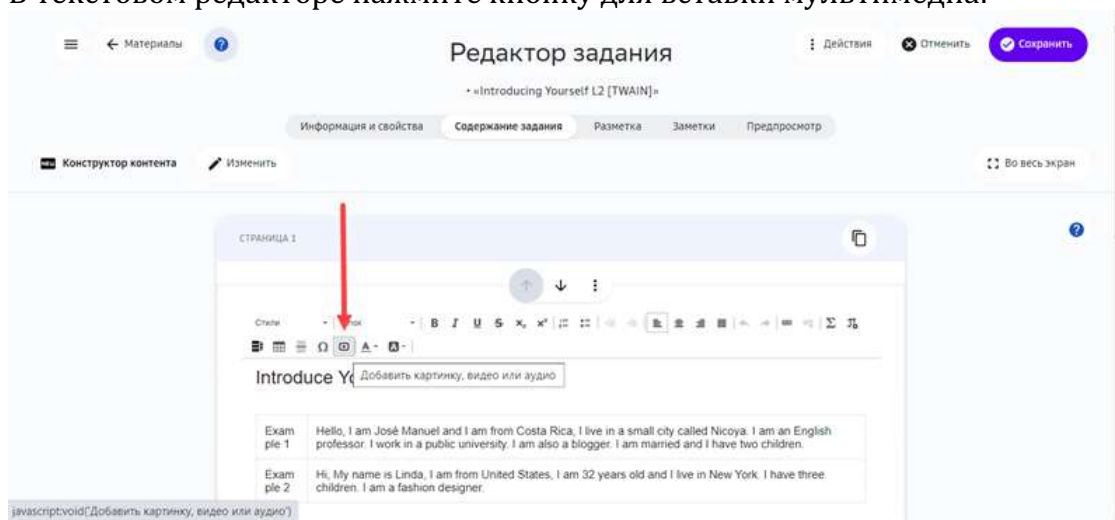 В текстовом редакторе нажмите кнопку для вставки мультимедиа.
← Материалы
Редактор задания
Действия
Отменить
Сохранить
• «Introducing Yourself L2 [TWAIN]»
Информация и свойства Содержание задания Разметка Заметки Предпросмотр
Конструктор контента
Изменить
Во весь экран
СТРАНИЦА 1
Стили
B I U S x₂ x² Σ
Ω A
Добавить картинку, видео или аудио
Introduce
Exam
ple 1
Hello, I am José Manuel and I am from Costa Rica, I live in a small city called Nicoya. I am an English
professor. I work in a public university. I am also a blogger. I am married and I have two children.
Exam
ple 2
Hi, My name is Linda, I am from United States, I am 32 years old and I live in New York. I have three
children. I am a fashion designer.
javascript:void('Добавить картинку, видео или аудио')